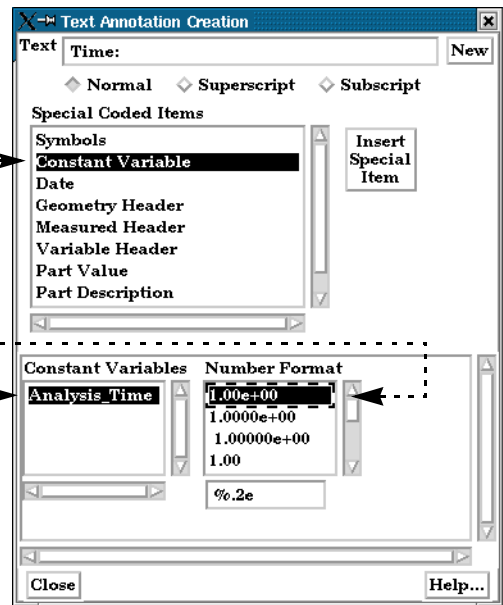 Text Annotation Creation
Text Time: New
Normal Superscript Subscript
Special Coded Items
Symbols
Constant Variable
Date
Geometry Header
Measured Header
Variable Header
Part Value
Part Description
Insert
Special
Item
Constant Variables Number Format
Analysis_Time 1.00e+00
1.0000e+00
1.00000e+00
1.00
%.2e
Close Help...